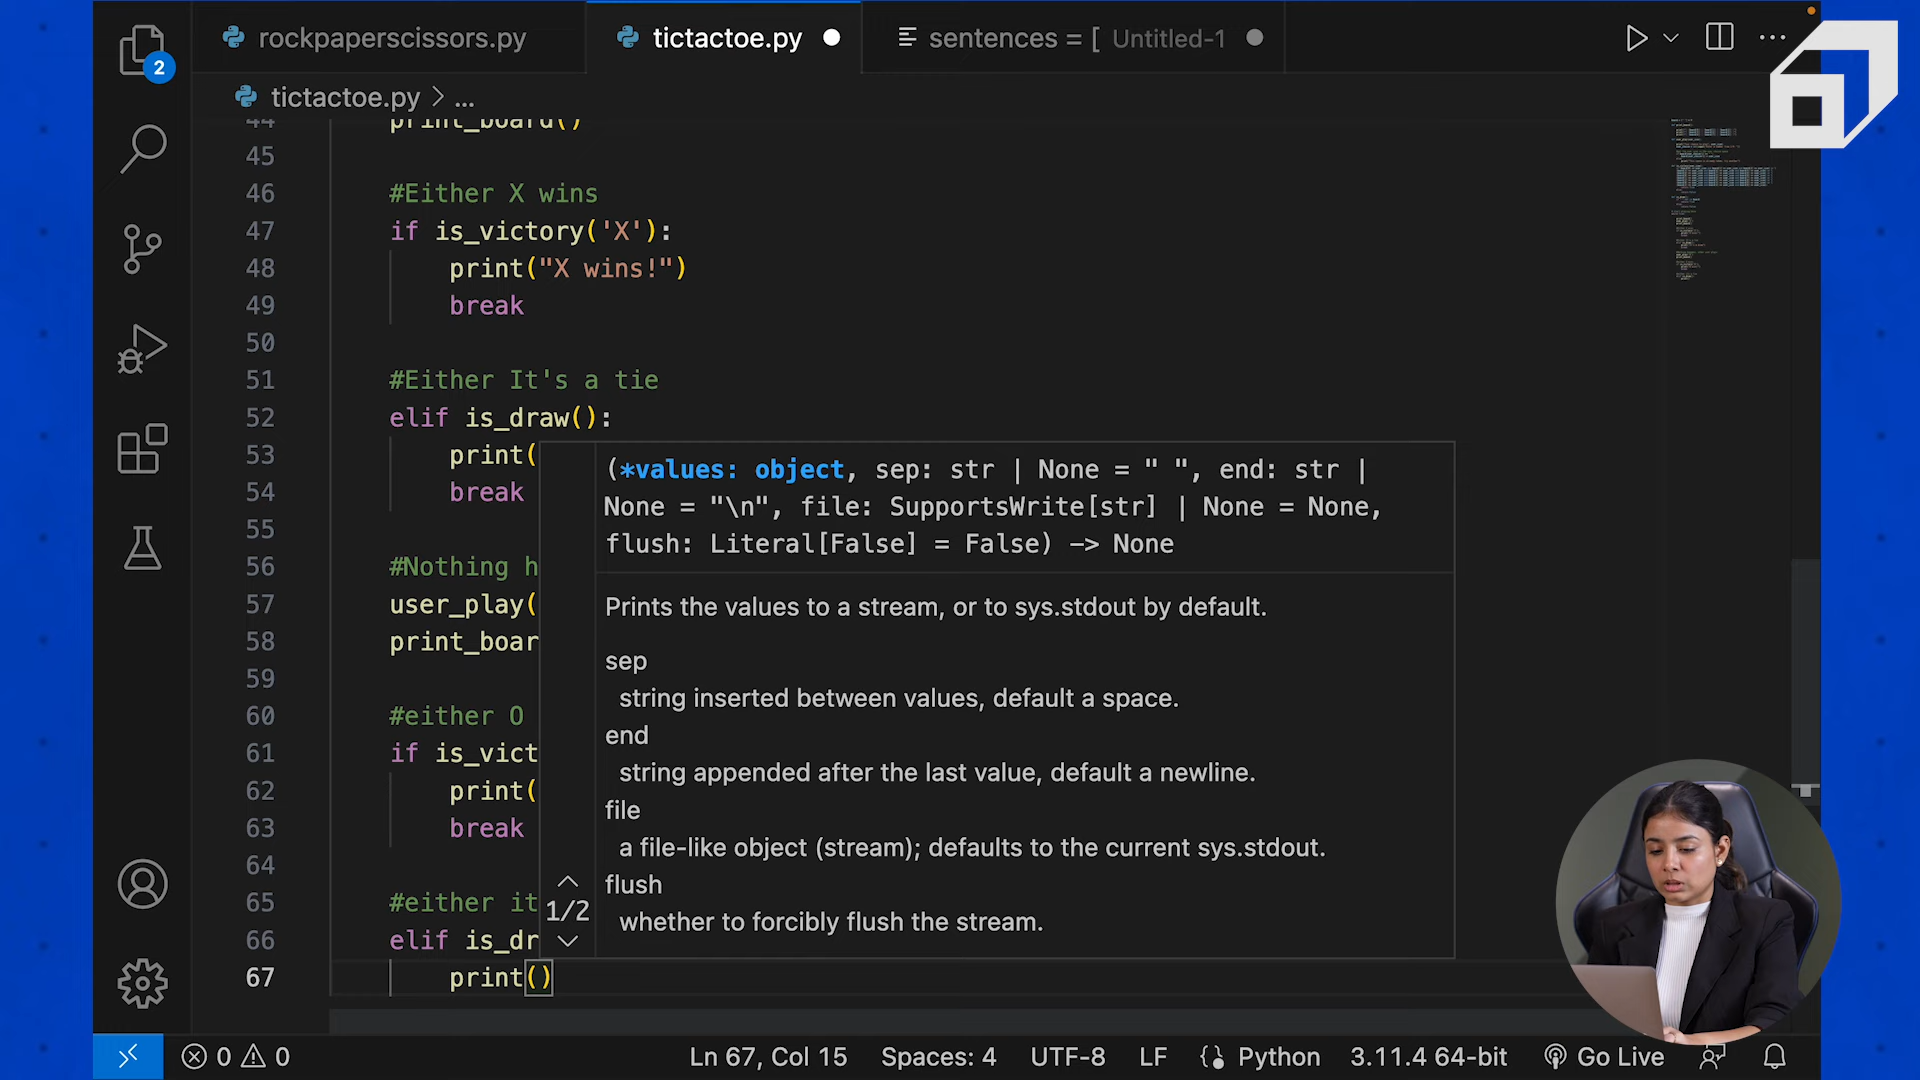 2
rockpaperscissors.py
tictactoe.py
sentences = [ Untitled-1
tictactoe.py > ...
44 print_board()
45
46 #Either X wins
47 if is_victory('X'):
48 print("X wins!")
49 break
50
51 #Either It's a tie
52 elif is_draw():
53 print(
54 break
55
56 #Nothing h
57 user_play(
58 print_boar
59
60 #either O
61 if is_vict
62 print(
63 break
64
65 #either it
66 elif is_dr
67 print()
(*values: object, sep: str | None = " ", end: str |
None = "\n", file: SupportsWrite[str] | None = None,
flush: Literal[False] = False) -> None
Prints the values to a stream, or to sys.stdout by default.
sep
string inserted between values, default a space.
end
string appended after the last value, default a newline.
file
a file-like object (stream); defaults to the current sys.stdout.
flush
whether to forcibly flush the stream.
1/2
0 0
Ln 67, Col 15
Spaces: 4
UTF-8
LF
Python
3.11.4 64-bit
Go Live